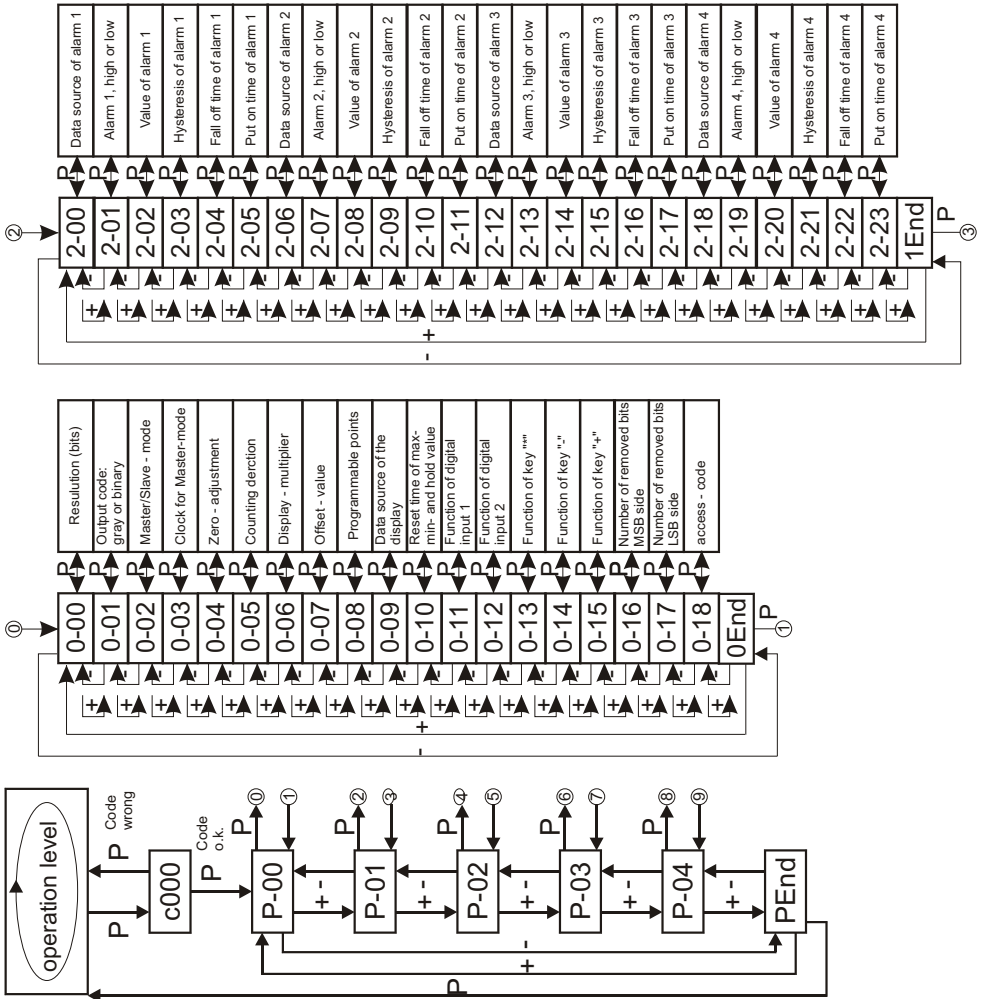 operation level
P
P
Code
wrong
c000
P
Code
o.k.
P-00
P
0
1
+ -
P-01
P
2
3
+ -
P-02
P
4
5
+ -
P-03
P
6
7
+ -
P-04
P
8
9
+ -
PEnd
-
+
P
0
0-00 P Resulution (bits)
0-01 P Output code:
gray or binary
0-02 P Master/Slave - mode
0-03 P Clock for Master-mode
0-04 P Zero - adjustment
0-05 P Counting derction
0-06 P Display - multiplier
0-07 P Offset - value
0-08 P Programmable points
0-09 P Data source of the
display
0-10 P Reset time of max-
min- and hold value
0-11 P Function of digital
input 1
0-12 P Function of digital
input 2
0-13 P Function of key "*"
0-14 P Function of key "-"
0-15 P Function of key "+"
0-16 P Number of removed bits
MSB side
0-17 P Number of removed bits
LSB side
0-18 P access - code
0End
P
1
+
-
2
2-00 P Data source of alarm 1
2-01 P Alarm 1, high or low
2-02 P Value of alarm 1
2-03 P Hysteresis of alarm 1
2-04 P Fall off time of alarm 1
2-05 P Put on time of alarm 1
2-06 P Data source of alarm 2
2-07 P Alarm 2, high or low
2-08 P Value of alarm 2
2-09 P Hysteresis of alarm 2
2-10 P Fall off time of alarm 2
2-11 P Put on time of alarm 2
2-12 P Data source of alarm 3
2-13 P Alarm 3, high or low
2-14 P Value of alarm 3
2-15 P Hysteresis of alarm 3
2-16 P Fall off time of alarm 3
2-17 P Put on time of alarm 3
2-18 P Data source of alarm 4
2-19 P Alarm 4, high or low
2-20 P Value of alarm 4
2-21 P Hysteresis of alarm 4
2-22 P Fall off time of alarm 4
2-23 P Put on time of alarm 4
1End
P
3
+
-